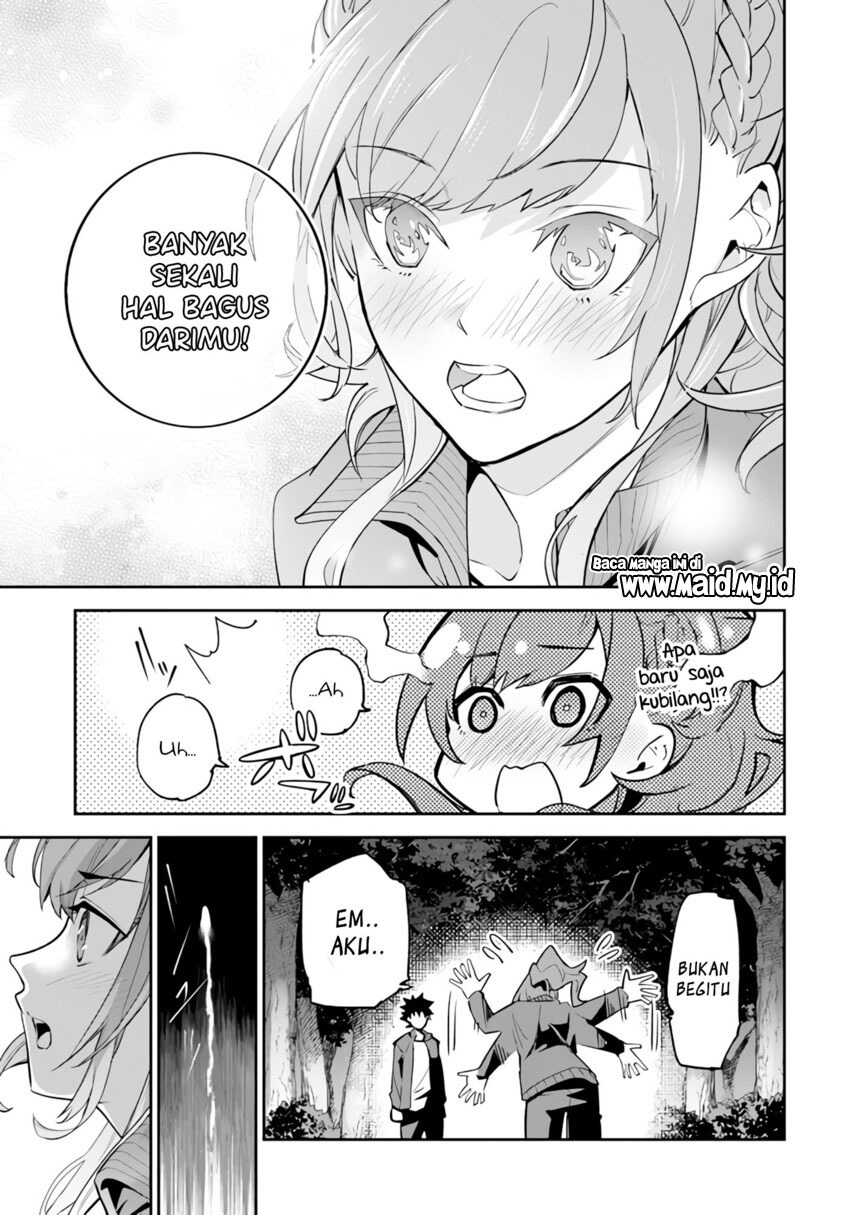 BANYAK
SEKALI
HAL BAGUS
DARIMU!
Baca Manga ini di
www.Maid.My.id
Apa
baru saja
kubilang!!?
...Ah
Uh...
BUKAN
BEGITU
EM..
AKU..